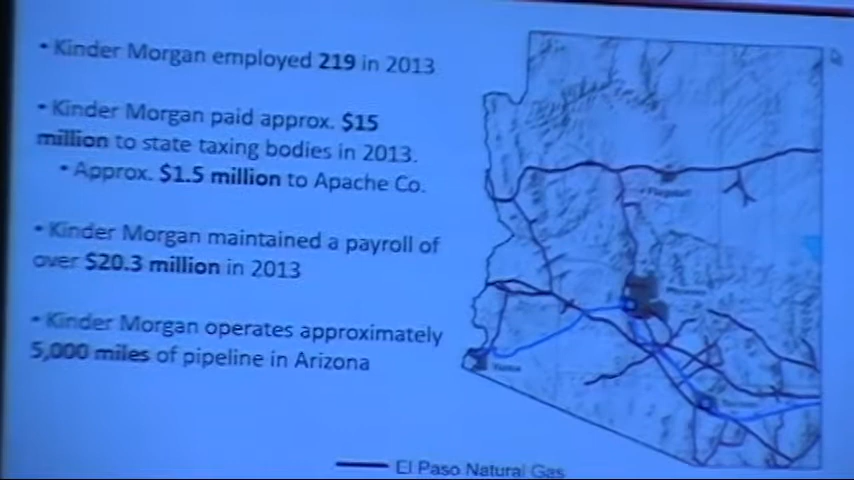 • Kinder Morgan employed 219 in 2013
• Kinder Morgan paid approx. $15
million to state taxing bodies in 2013.
• Approx. $1.5 million to Apache Co.
• Kinder Morgan maintained a payroll of
over $20.3 million in 2013
• Kinder Morgan operates approximately
5,000 miles of pipeline in Arizona
Flagstaff
Yuma
El Paso Natural Gas